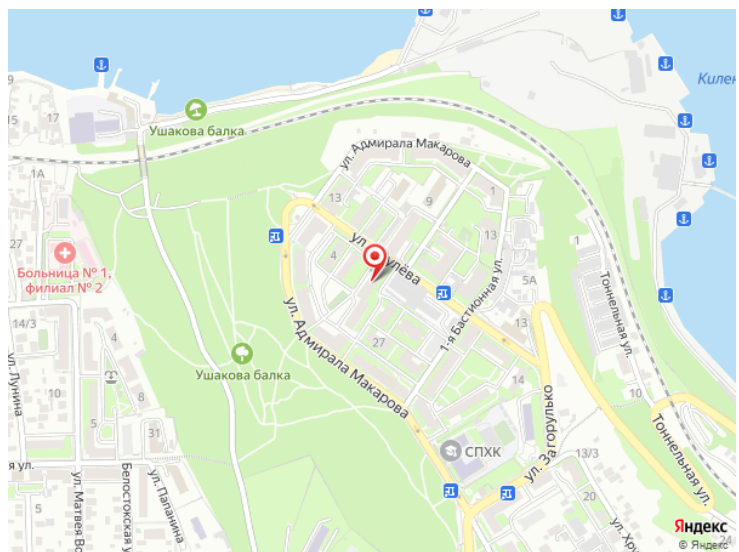 Килен
9
15
17
Ушакова балка
1А
ул. Адмирала Макарова
13
9
1
27
Больница № 1,
филиал № 2
4
1
5А
Тоннельная ул.
14/3
4
1-я Бастионная ул.
13
27
ул. Лунина
10
8
Ушакова балка
ул. Адмирала Макарова
14
10
5
31
СПХК
ул. Загорулько
13/3
Тоннельная ул.
я ул.
Белостокская у
ул. Папанина
20
ул. Матвея Во
5
2
ул. Хру
24
Яндекс
© Яндекс